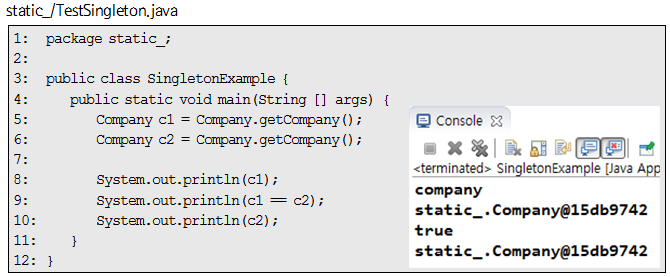 static_/TestSingleton.java
1: package static_;
2:
3: public class SingletonExample {
4: public static void main(String [] args) {
5: Company c1 = Company.getCompany();
6: Company c2 = Company.getCompany();
7:
8: System.out.println(c1);
9: System.out.println(c1 == c2);
10: System.out.println(c2);
11: }
12: }
Console
<terminated> SingletonExample [Java App
company
static_.Company@15db9742
true
static_.Company@15db9742